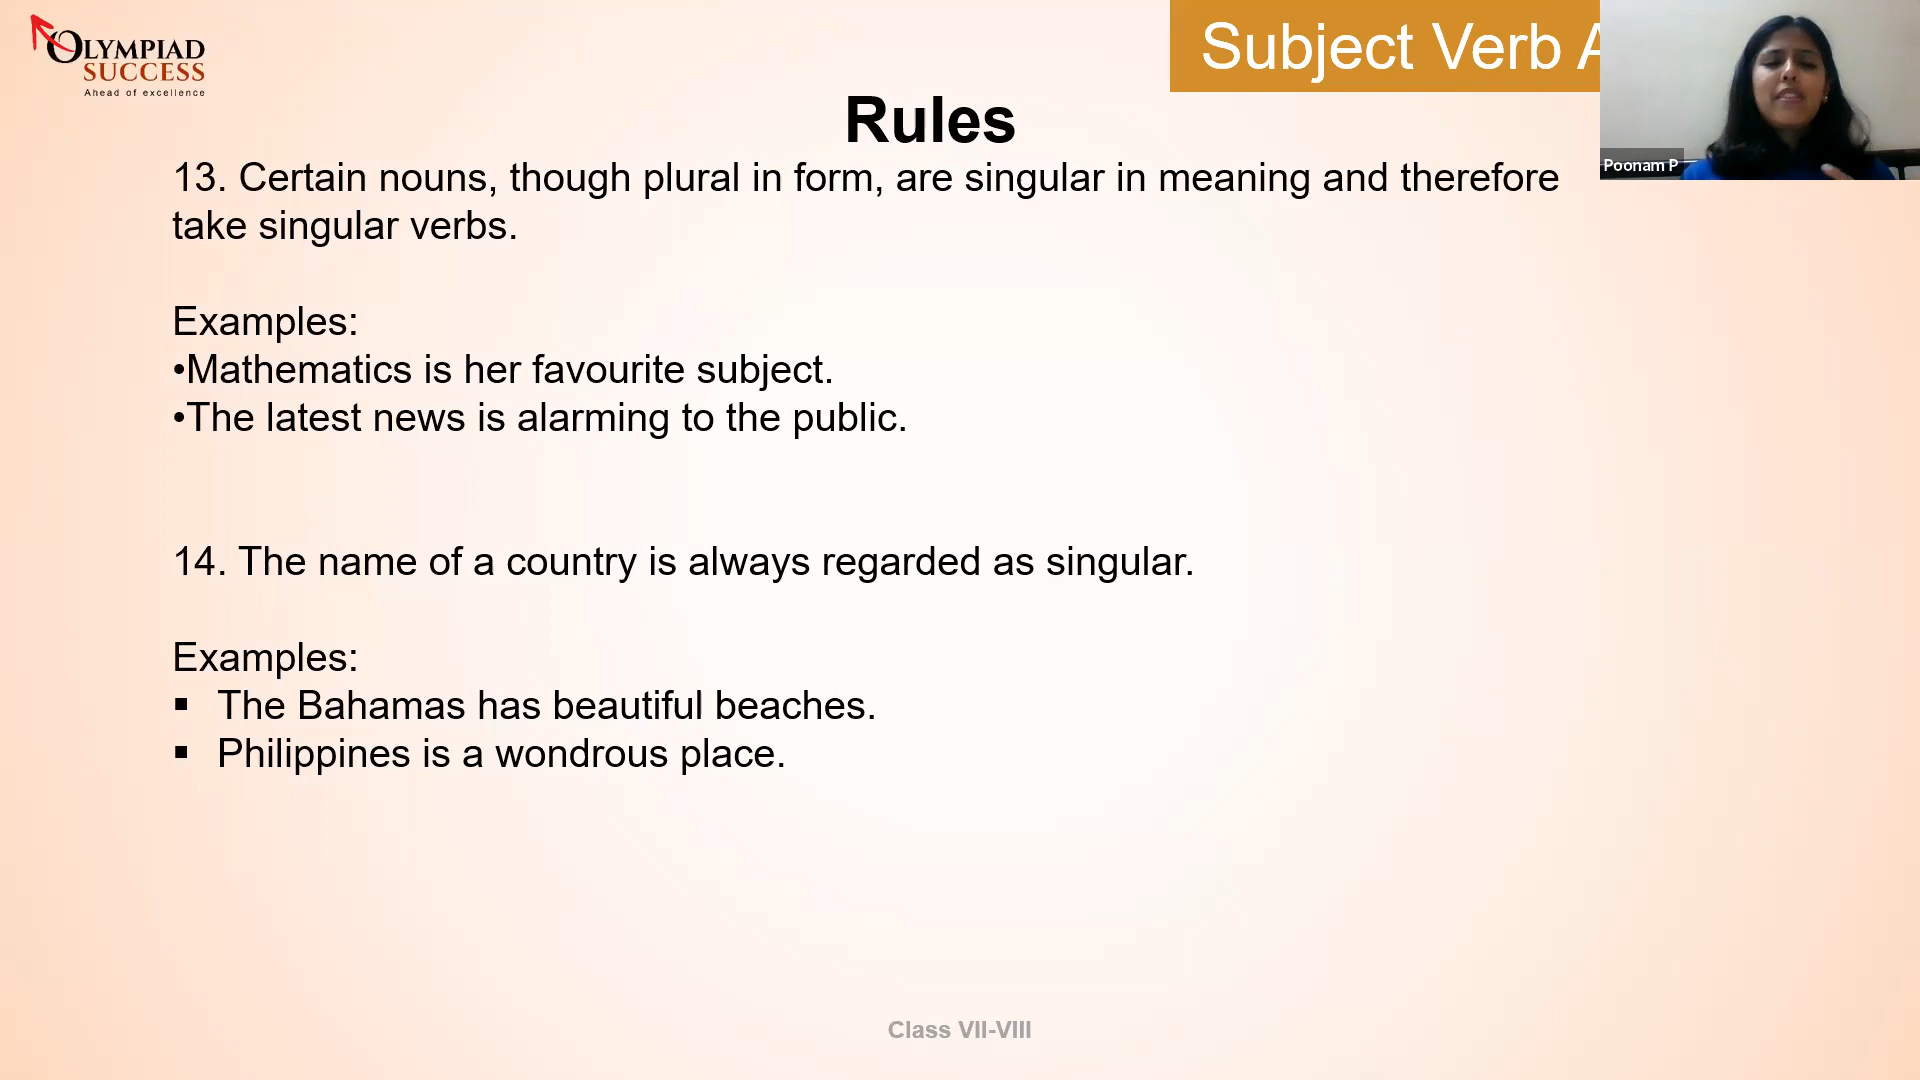 OLYMPIAD
SUCCESS
Ahead of excellence
Subject Verb A
Poonam P
Rules
13. Certain nouns, though plural in form, are singular in meaning and therefore
take singular verbs.
Examples:
•Mathematics is her favourite subject.
•The latest news is alarming to the public.
14. The name of a country is always regarded as singular.
Examples:
▪ The Bahamas has beautiful beaches.
▪ Philippines is a wondrous place.
Class VII-VIII